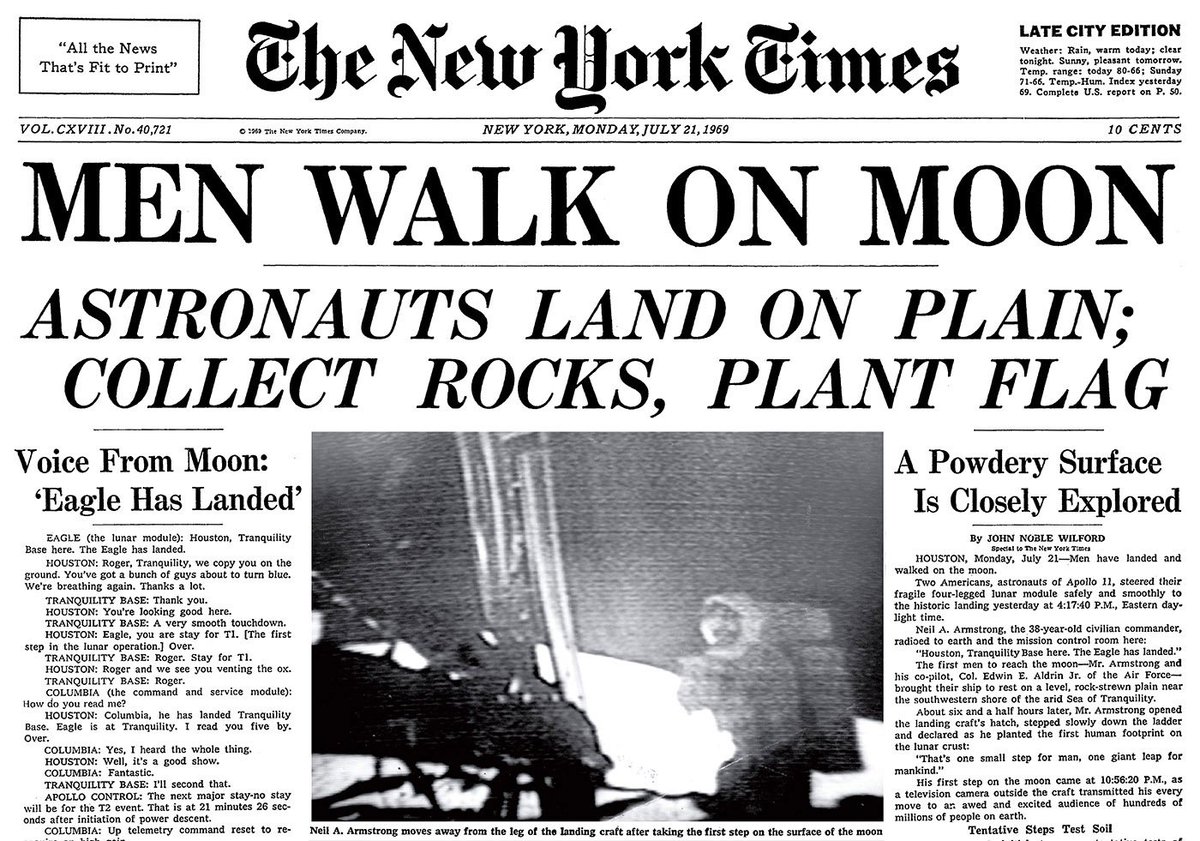 "All the News
That's Fit to Print"
The New York Times
LATE CITY EDITION
Weather: Rain, warm today; clear
tonight. Sunny, pleasant tomorrow.
Temp. range: today 80-66; Sunday
71-66. Temp.-Hum. Index yesterday
69. Complete U.S. report on P. 50.
VOL. CXVIII. No. 40,721
© 1969 The New York Times Company.
NEW YORK, MONDAY, JULY 21, 1969
10 CENTS
MEN WALK ON MOON
ASTRONAUTS LAND ON PLAIN;
COLLECT ROCKS, PLANT FLAG
Voice From Moon:
'Eagle Has Landed'
EAGLE (the lunar module): Houston, Tranquility
Base here. The Eagle has landed.
HOUSTON: Roger, Tranquility, we copy you on the
ground. You've got a bunch of guys about to turn blue.
We're breathing again. Thanks a lot.
TRANQUILITY BASE: Thank you.
HOUSTON: You're looking good here.
TRANQUILITY BASE: A very smooth touchdown.
HOUSTON: Eagle, you are stay for T1. [The first
step in the lunar operation.] Over.
TRANQUILITY BASE: Roger. Stay for T1.
HOUSTON: Roger and we see you venting the ox.
TRANQUILITY BASE: Roger.
COLUMBIA (the command and service module):
How do you read me?
HOUSTON: Columbia, he has landed Tranquility
Base. Eagle is at Tranquility. I read you five by.
Over.
COLUMBIA: Yes, I heard the whole thing.
HOUSTON: Well, it's a good show.
COLUMBIA: Fantastic.
TRANQUILITY BASE: I'll second that.
APOLLO CONTROL: The next major stay-no stay
will be for the T2 event. That is at 21 minutes 26 sec-
onds after initiation of power descent.
COLUMBIA: Up telemetry command reset to re-
Neil A. Armstrong moves away from the leg of the landing craft after taking the first step on the surface of the moon
A Powdery Surface
Is Closely Explored
By JOHN NOBLE WILFORD
Special to The New York Times
HOUSTON, Monday, July 21—Men have landed and
walked on the moon.
Two Americans, astronauts of Apollo 11, steered their
fragile four-legged lunar module safely and smoothly to
the historic landing yesterday at 4:17:40 P.M., Eastern day-
light time.
Neil A. Armstrong, the 38-year-old civilian commander,
radioed to earth and the mission control room here:
"Houston, Tranquility Base here. The Eagle has landed."
The first men to reach the moon—Mr. Armstrong and
his co-pilot, Col. Edwin E. Aldrin Jr. of the Air Force—
brought their ship to rest on a level, rock-strewn plain near
the southwestern shore of the arid Sea of Tranquility.
About six and a half hours later, Mr. Armstrong opened
the landing craft's hatch, stepped slowly down the ladder
and declared as he planted the first human footprint on
the lunar crust:
"That's one small step for man, one giant leap for
mankind."
His first step on the moon came at 10:56:20 P.M., as
a television camera outside the craft transmitted his every
move to an awed and excited audience of hundreds of
millions of people on earth.
Tentative Steps Test Soil